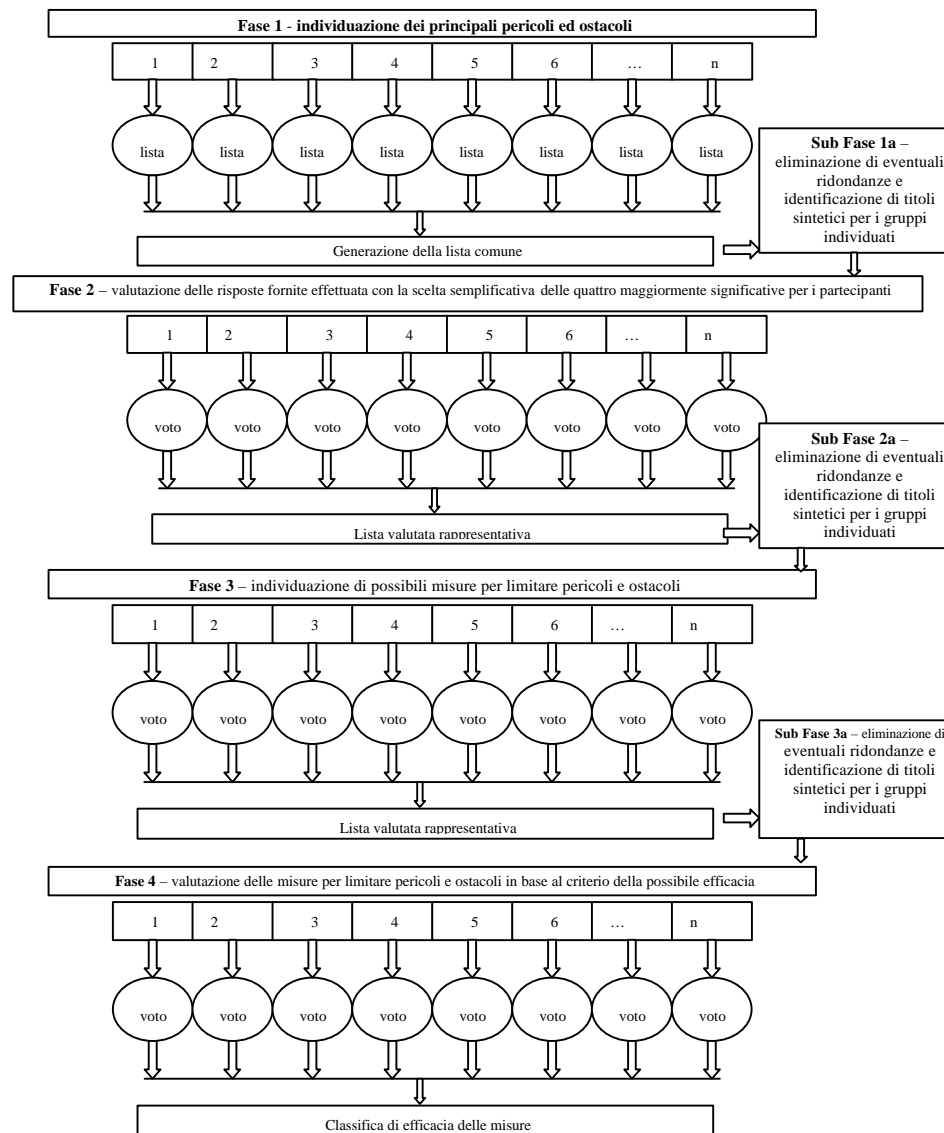 Fase 1 - individuazione dei principali pericoli ed ostacoli
1 2 3 4 5 6 … n
lista lista lista lista lista lista lista lista
Sub Fase 1a –
eliminazione di eventuali
ridondanze e
identificazione di titoli
sintetici per i gruppi
individuati
Generazione della lista comune
Fase 2 – valutazione delle risposte fornite effettuata con la scelta semplificativa delle quattro maggiormente significative per i partecipanti
1 2 3 4 5 6 … n
voto voto voto voto voto voto voto voto
Sub Fase 2a –
eliminazione di eventuali
ridondanze e
identificazione di titoli
sintetici per i gruppi
individuati
Lista valutata rappresentativa
Fase 3 – individuazione di possibili misure per limitare pericoli e ostacoli
1 2 3 4 5 6 … n
voto voto voto voto voto voto voto voto
Sub Fase 3a – eliminazione di
eventuali ridondanze e
identificazione di titoli
sintetici per i gruppi
individuati
Lista valutata rappresentativa
Fase 4 – valutazione delle misure per limitare pericoli e ostacoli in base al criterio della possibile efficacia
1 2 3 4 5 6 … n
voto voto voto voto voto voto voto voto
Classifica di efficacia delle misure